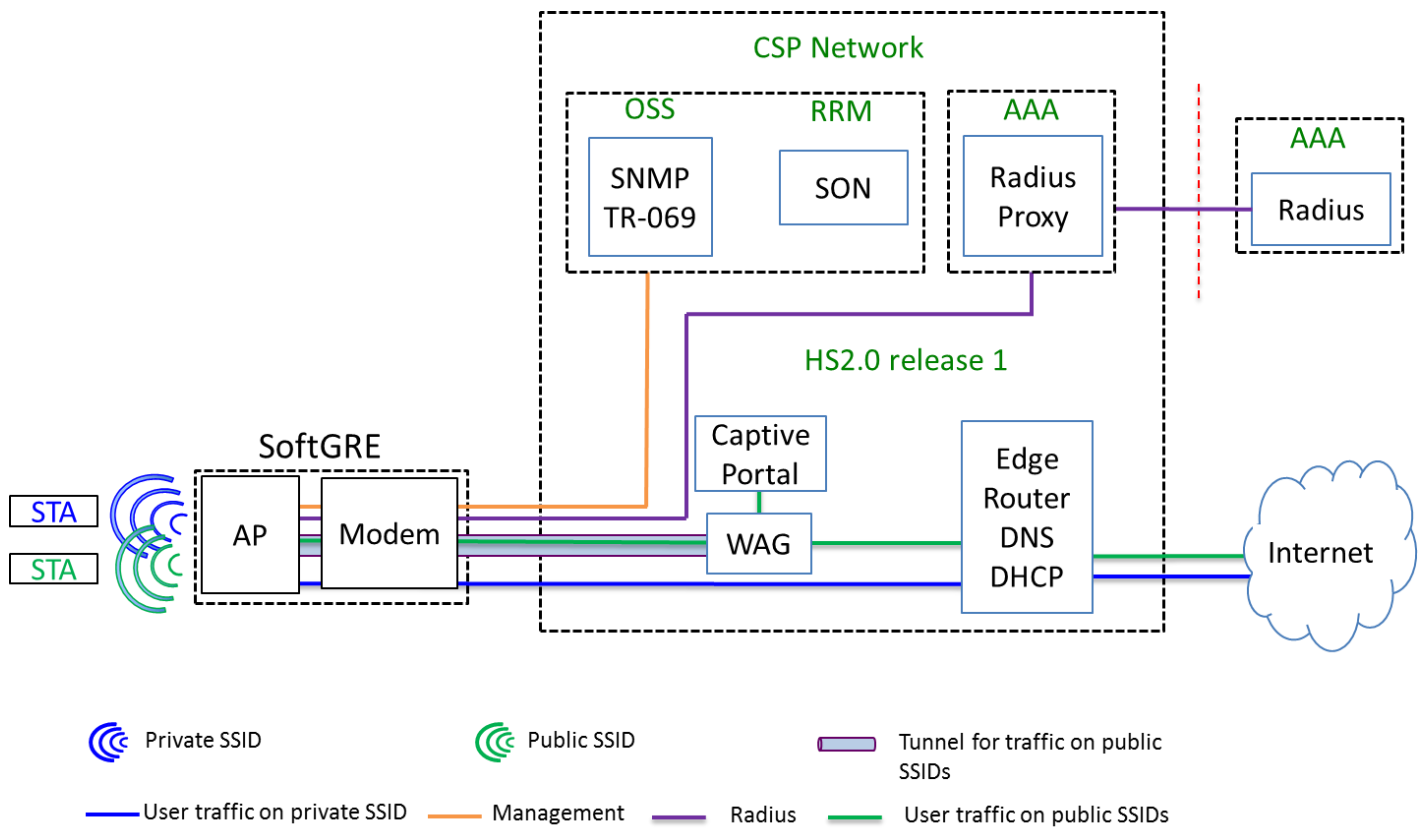 CSP Network
OSS
RRM
AAA
AAA
SNMP
TR-069
SON
Radius
Proxy
Radius
HS2.0 release 1
SoftGRE
Captive
Portal
Edge
Router
DNS
DHCP
STA
STA
AP
Modem
WAG
Internet
Private SSID
Public SSID
Tunnel for traffic on public
SSIDs
User traffic on private SSID
Management
Radius
User traffic on public SSIDs